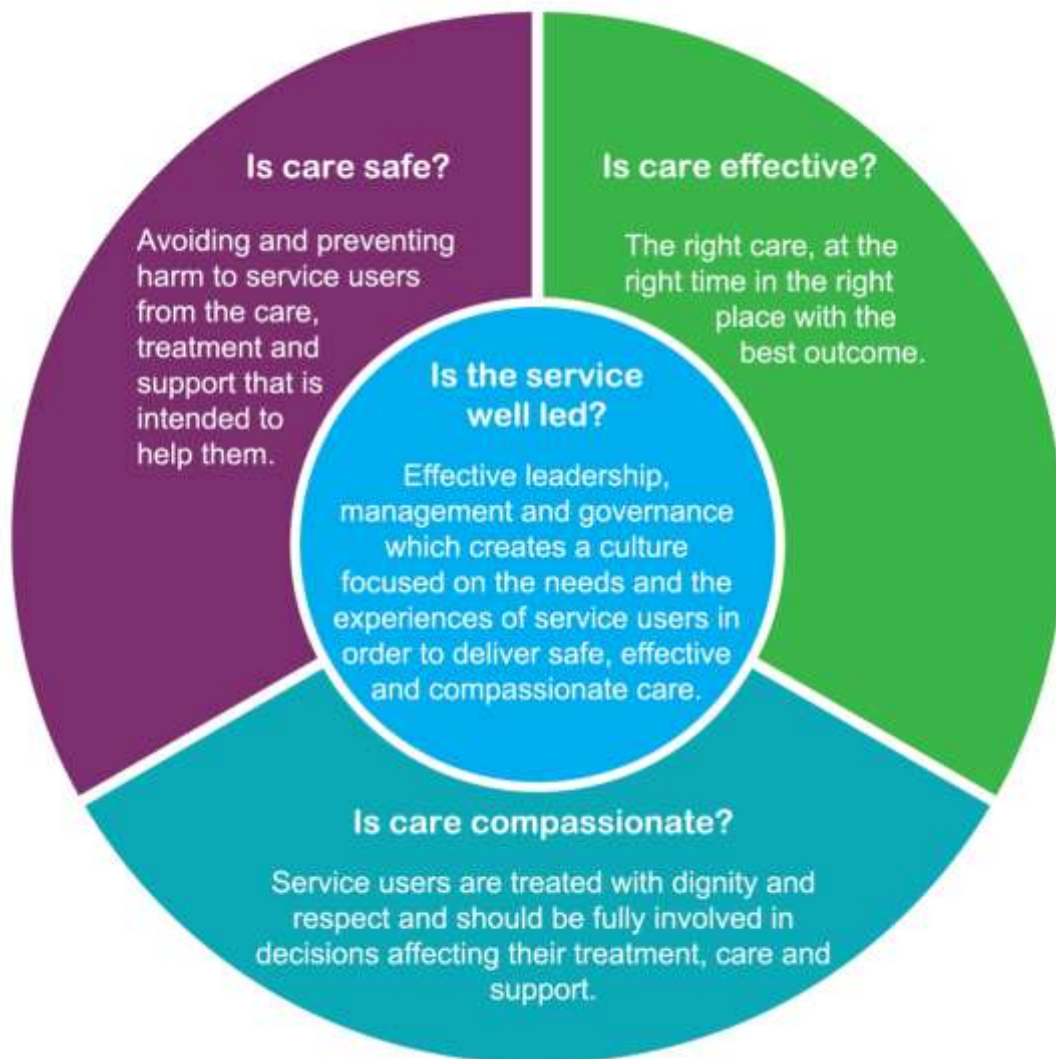 Is care safe?
Avoiding and preventing
harm to service users
from the care,
treatment and
support that is
intended to
help them.
Is care effective?
The right care, at the
right time in the right
place with the
best outcome.
Is the service
well led?
Effective leadership,
management and governance
which creates a culture
focused on the needs and the
experiences of service users in
order to deliver safe, effective
and compassionate care.
Is care compassionate?
Service users are treated with dignity and
respect and should be fully involved in
decisions affecting their treatment, care and
support.